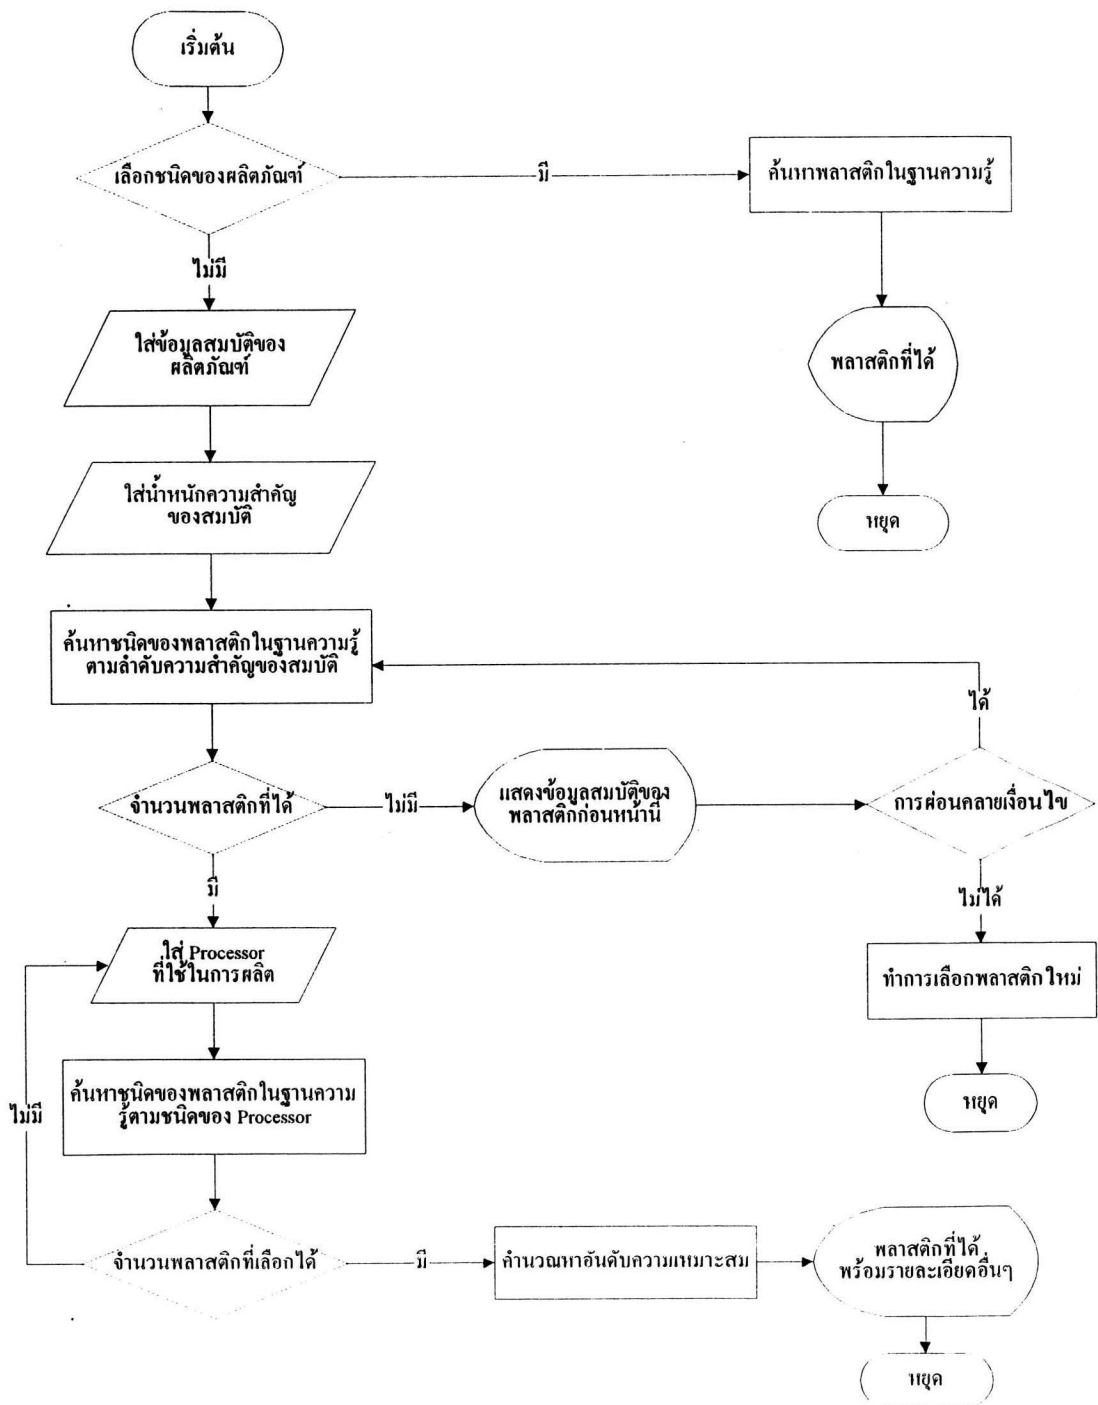 เริ่มต้น
เลือกชนิดของผลิตภัณฑ์
มี
ค้นหาพลาสติกในฐานความรู้
ไม่มี
ใส่ข้อมูลสมบัติของ
ผลิตภัณฑ์
พลาสติกที่ได้
ใส่น้ำหนักความสำคัญ
ของสมบัติ
หยุด
ค้นหาชนิดของพลาสติกในฐานความรู้
ตามลำดับความสำคัญของสมบัติ
ได้
จำนวนพลาสติกที่ได้
ไม่มี
แสดงข้อมูลสมบัติของ
พลาสติกก่อนหน้านี้
การผ่อนคลายเงื่อนไข
มี
ไม่ได้
ใส่ Processor
ที่ใช้ในการผลิต
ทำการเลือกพลาสติกใหม่
ค้นหาชนิดของพลาสติกในฐานความ
รู้ตามชนิดของ Processor
ไม่มี
หยุด
จำนวนพลาสติกที่เลือกได้
มี
คำนวณหาอันดับความเหมาะสม
พลาสติกที่ได้
พร้อมรายละเอียดอื่นๆ
หยุด